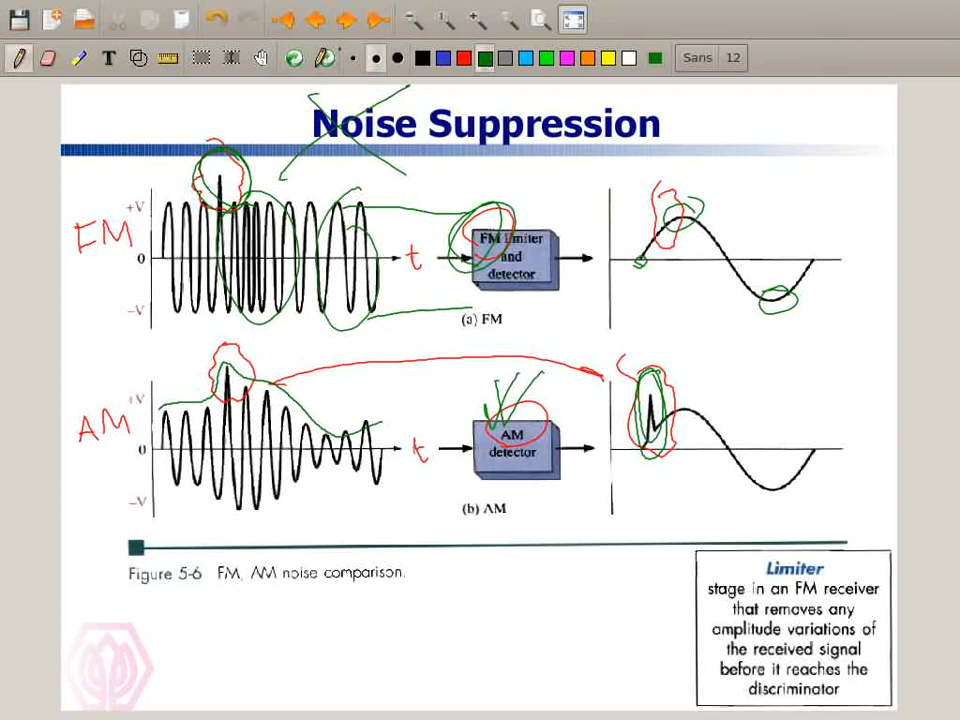 Sans 12
Noise Suppression
+V
0
−V
FM
t
FM limiter
and
detector
(a) FM
+V
0
−V
AM
t
AM
detector
(b) AM
Figure 5-6 FM, AM noise comparison.
Limiter
stage in an FM receiver
that removes any
amplitude variations of
the received signal
before it reaches the
discriminator